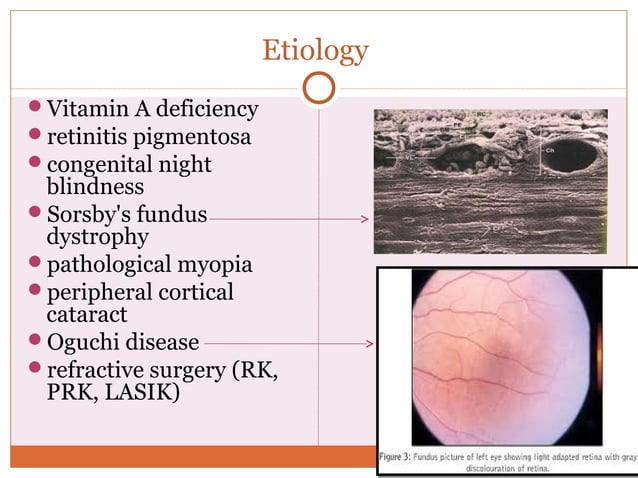 Etiology
Vitamin A deficiency
retinitis pigmentosa
congenital night
blindness
Sorsby's fundus
dystrophy
pathological myopia
peripheral cortical
cataract
Oguchi disease
refractive surgery (RK,
PRK, LASIK)
Ch
Figure 3: Fundus picture of left eye showing light adapted retina with gray
discolouration of retina.